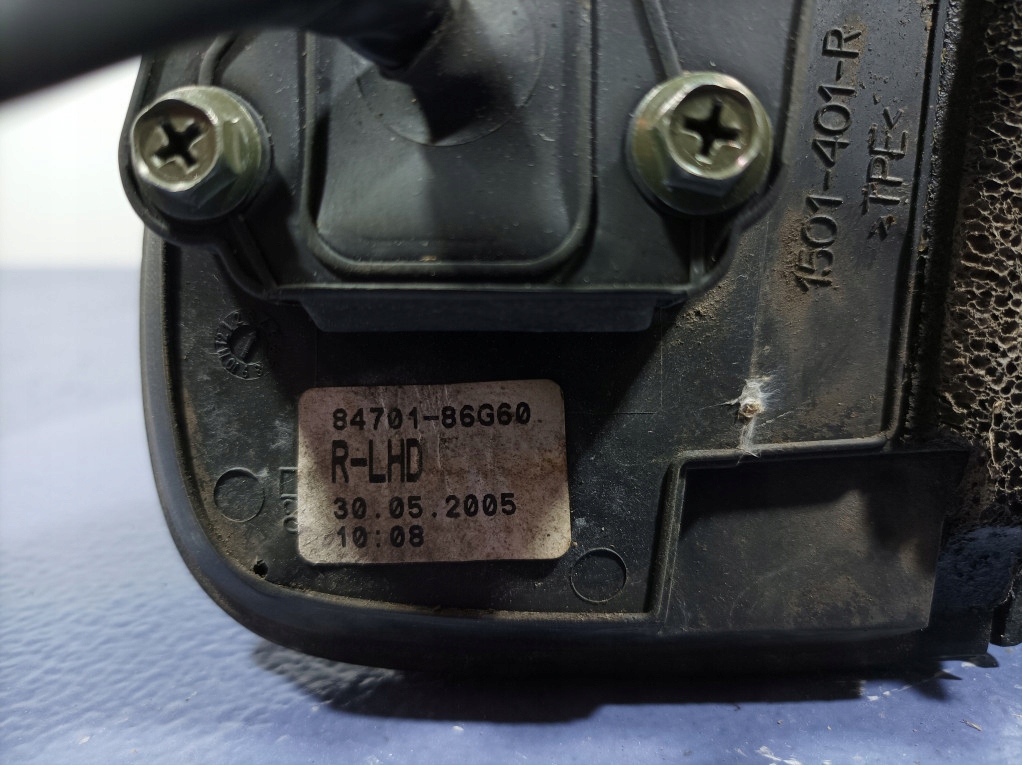 1501-401-R
>TPE<
84701-86G60
R-LHD
30.05.2005
10:08